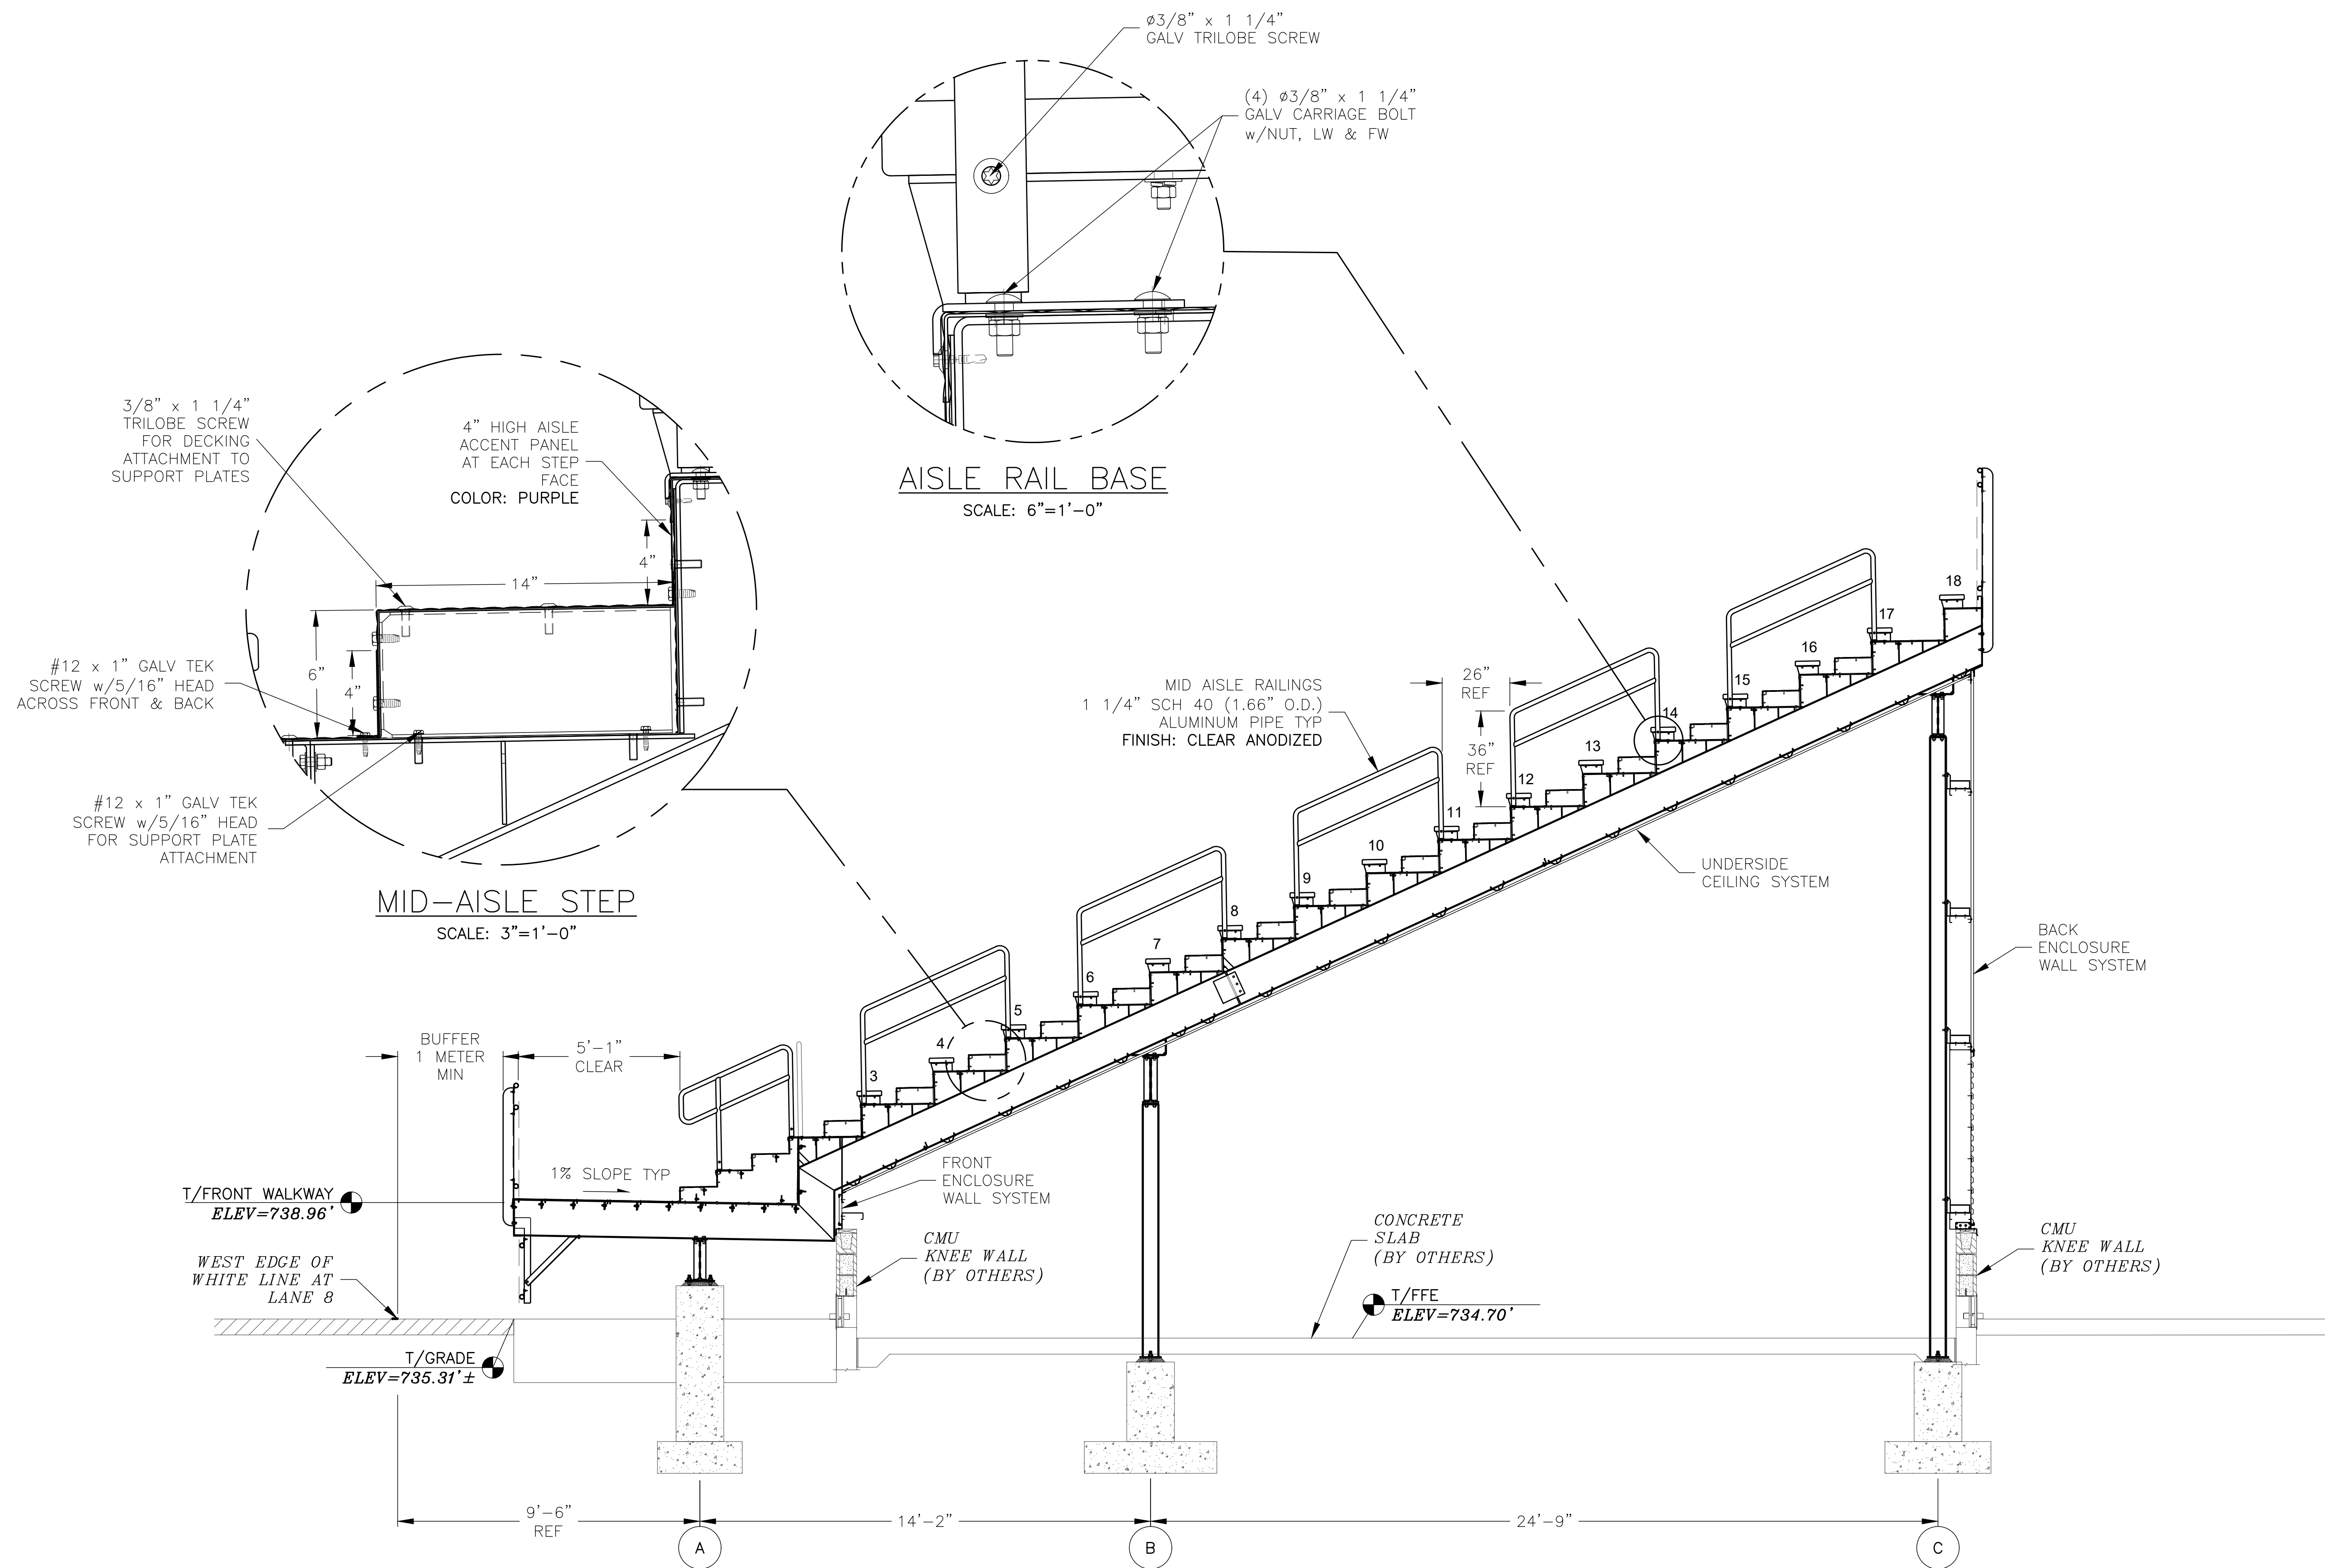 ø3/8" x 1 1/4"
GALV TRILOBE SCREW
(4) ø3/8" x 1 1/4"
GALV CARRIAGE BOLT
w/NUT, LW & FW
AISLE RAIL BASE
SCALE: 6"=1'-0"
3/8" x 1 1/4"
TRILOBE SCREW
FOR DECKING
ATTACHMENT TO
SUPPORT PLATES
4" HIGH AISLE
ACCENT PANEL
AT EACH STEP
FACE
COLOR: PURPLE
4"
14"
6"
4"
#12 x 1" GALV TEK
SCREW w/5/16" HEAD
ACROSS FRONT & BACK
#12 x 1" GALV TEK
SCREW w/5/16" HEAD
FOR SUPPORT PLATE
ATTACHMENT
MID-AISLE STEP
SCALE: 3"=1'-0"
MID AISLE RAILINGS
1 1/4" SCH 40 (1.66" O.D.)
ALUMINUM PIPE TYP
FINISH: CLEAR ANODIZED
26"
REF
36"
REF
18
17
16
15
14
13
12
11
10
9
8
7
6
5
4
3
UNDERSIDE
CEILING SYSTEM
BACK
ENCLOSURE
WALL SYSTEM
BUFFER
1 METER
MIN
5'-1"
CLEAR
1% SLOPE TYP
FRONT
ENCLOSURE
WALL SYSTEM
T/FRONT WALKWAY
ELEV=738.96'
WEST EDGE OF
WHITE LINE AT
LANE 8
T/GRADE
ELEV=735.31'±
CMU
KNEE WALL
(BY OTHERS)
CONCRETE
SLAB
(BY OTHERS)
T/FFE
ELEV=734.70'
CMU
KNEE WALL
(BY OTHERS)
9'-6"
REF
14'-2"
24'-9"
A
B
C